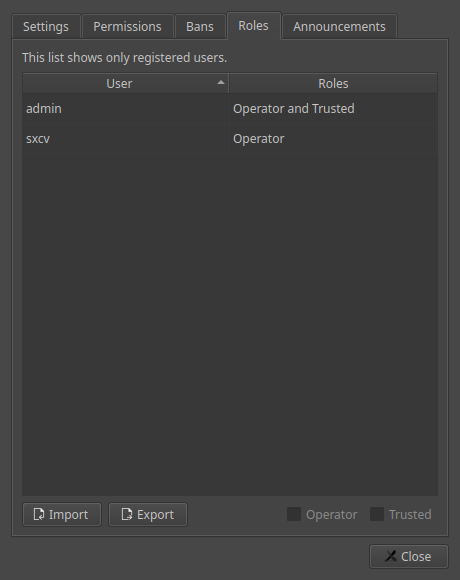 Settings Permissions Bans Roles Announcements
This list shows only registered users.
User Roles
admin Operator and Trusted
sxcv Operator
Import Export Operator Trusted
Close